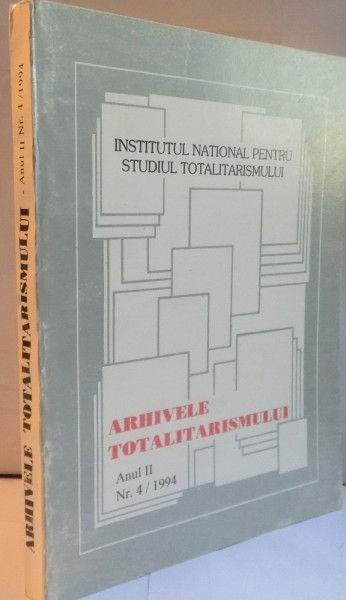 INSTITUTUL NATIONAL PENTRU
STUDIUL TOTALITARISMULUI
ARHIVELE
TOTALITARISMULUI
Anul II
Nr. 4 / 1994
ARHIVELE TOTALITARISMULUI - Anul II Nr. 4 / 1994